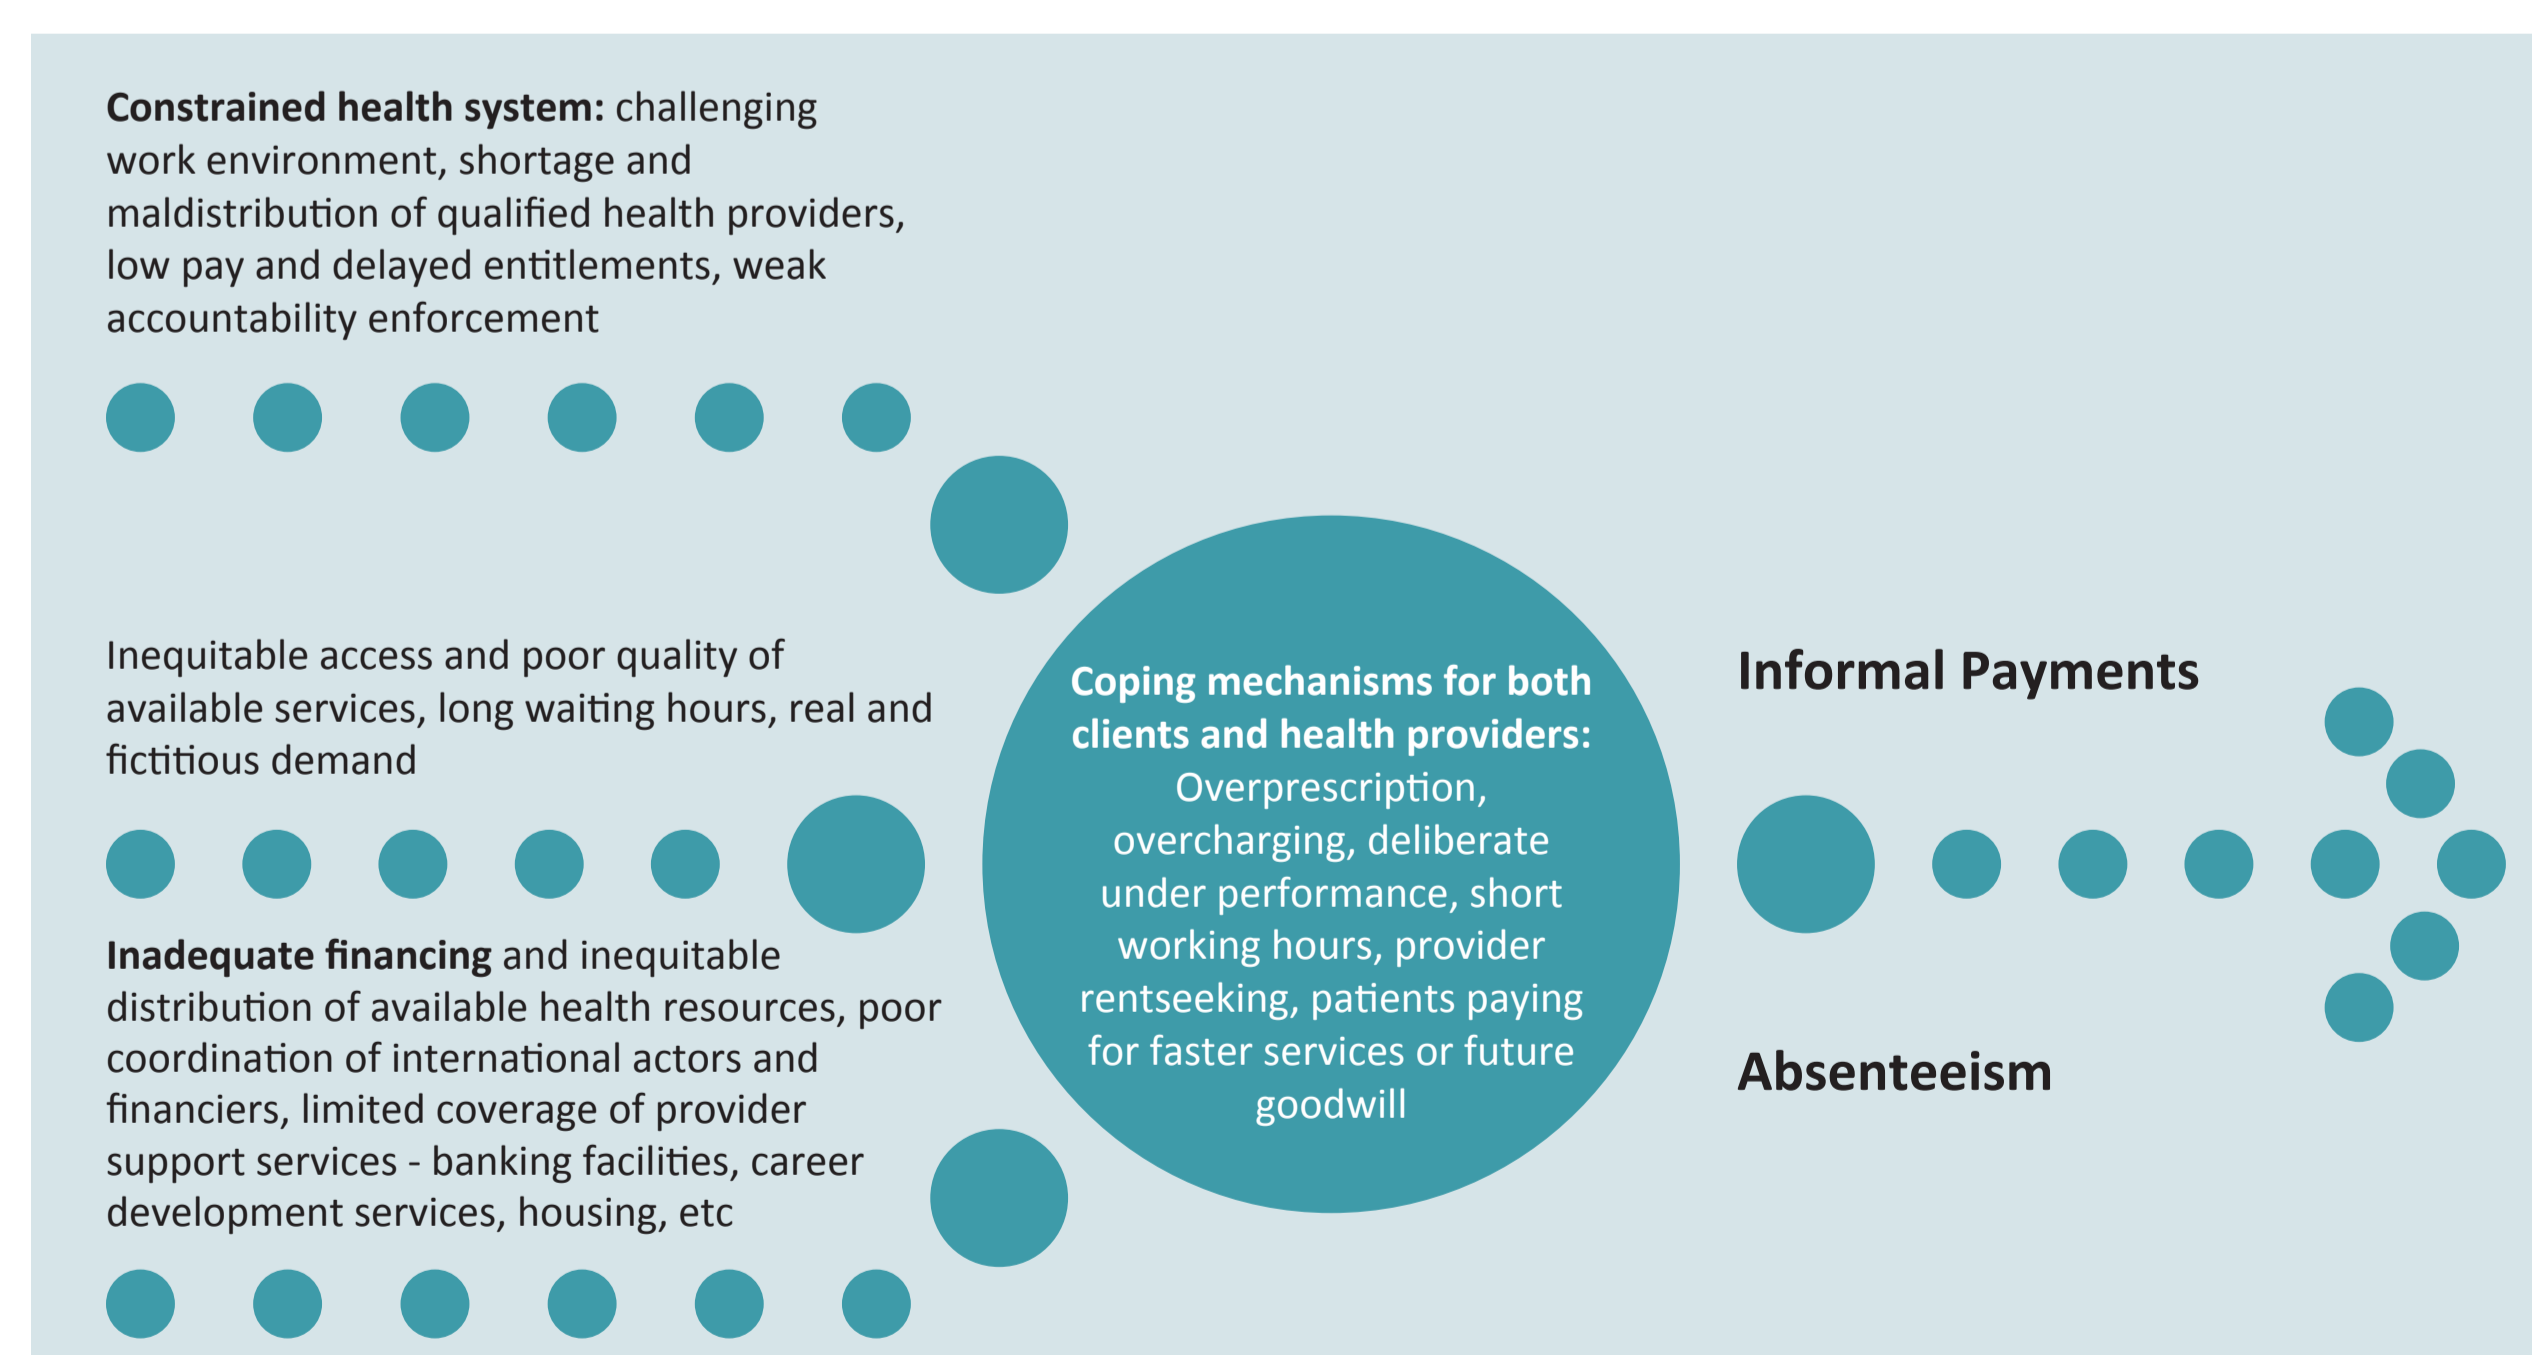 Constrained health system: challenging
work environment, shortage and
maldistribution of qualified health providers,
low pay and delayed entitlements, weak
accountability enforcement
Inequitable access and poor quality of
available services, long waiting hours, real and
fictitious demand
Inadequate financing and inequitable
distribution of available health resources, poor
coordination of international actors and
financiers, limited coverage of provider
support services - banking facilities, career
development services, housing, etc
Coping mechanisms for both
clients and health providers:
Overprescription,
overcharging, deliberate
under performance, short
working hours, provider
rentseeking, patients paying
for faster services or future
goodwill
Informal Payments
Absenteeism